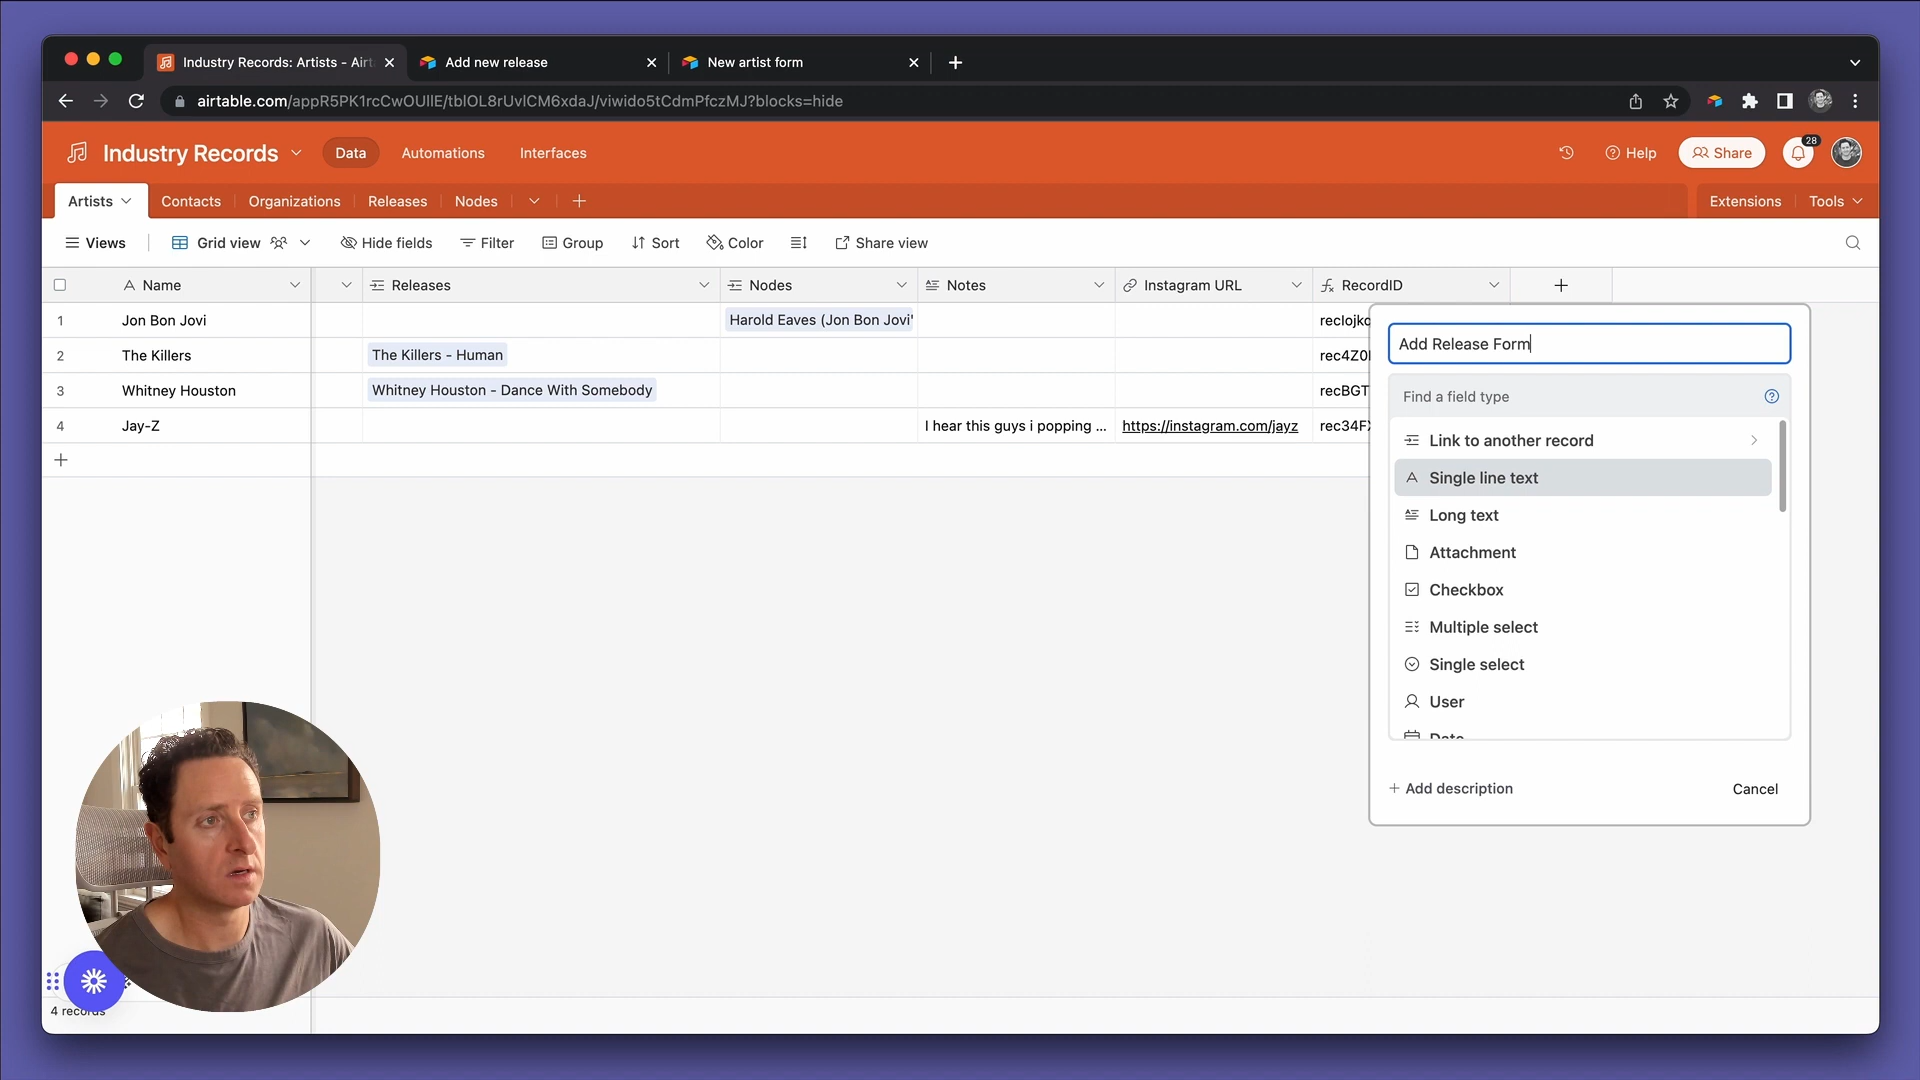 Industry Records: Artists - Airt
Add new release
New artist form
airtable.com/appR5PK1rcCwOUIlE/tblOL8rUvlCM6xdaJ/viwido5tCdmPfczMJ?blocks=hide
Industry Records
Data
Automations
Interfaces
Help
Share
28
Artists
Contacts
Organizations
Releases
Nodes
Extensions
Tools
Views
Grid view
Hide fields
Filter
Group
Sort
Color
Share view
Name
Releases
Nodes
Notes
Instagram URL
RecordID
1 Jon Bon Jovi Harold Eaves (Jon Bon Jovi' recIojko
2 The Killers The Killers - Human rec4Z0
3 Whitney Houston Whitney Houston - Dance With Somebody recBGT
4 Jay-Z I hear this guys i popping ... https://instagram.com/jayz rec34F
Add Release Form
Find a field type
Link to another record
Single line text
Long text
Attachment
Checkbox
Multiple select
Single select
User
Date
+ Add description
Cancel
4 records